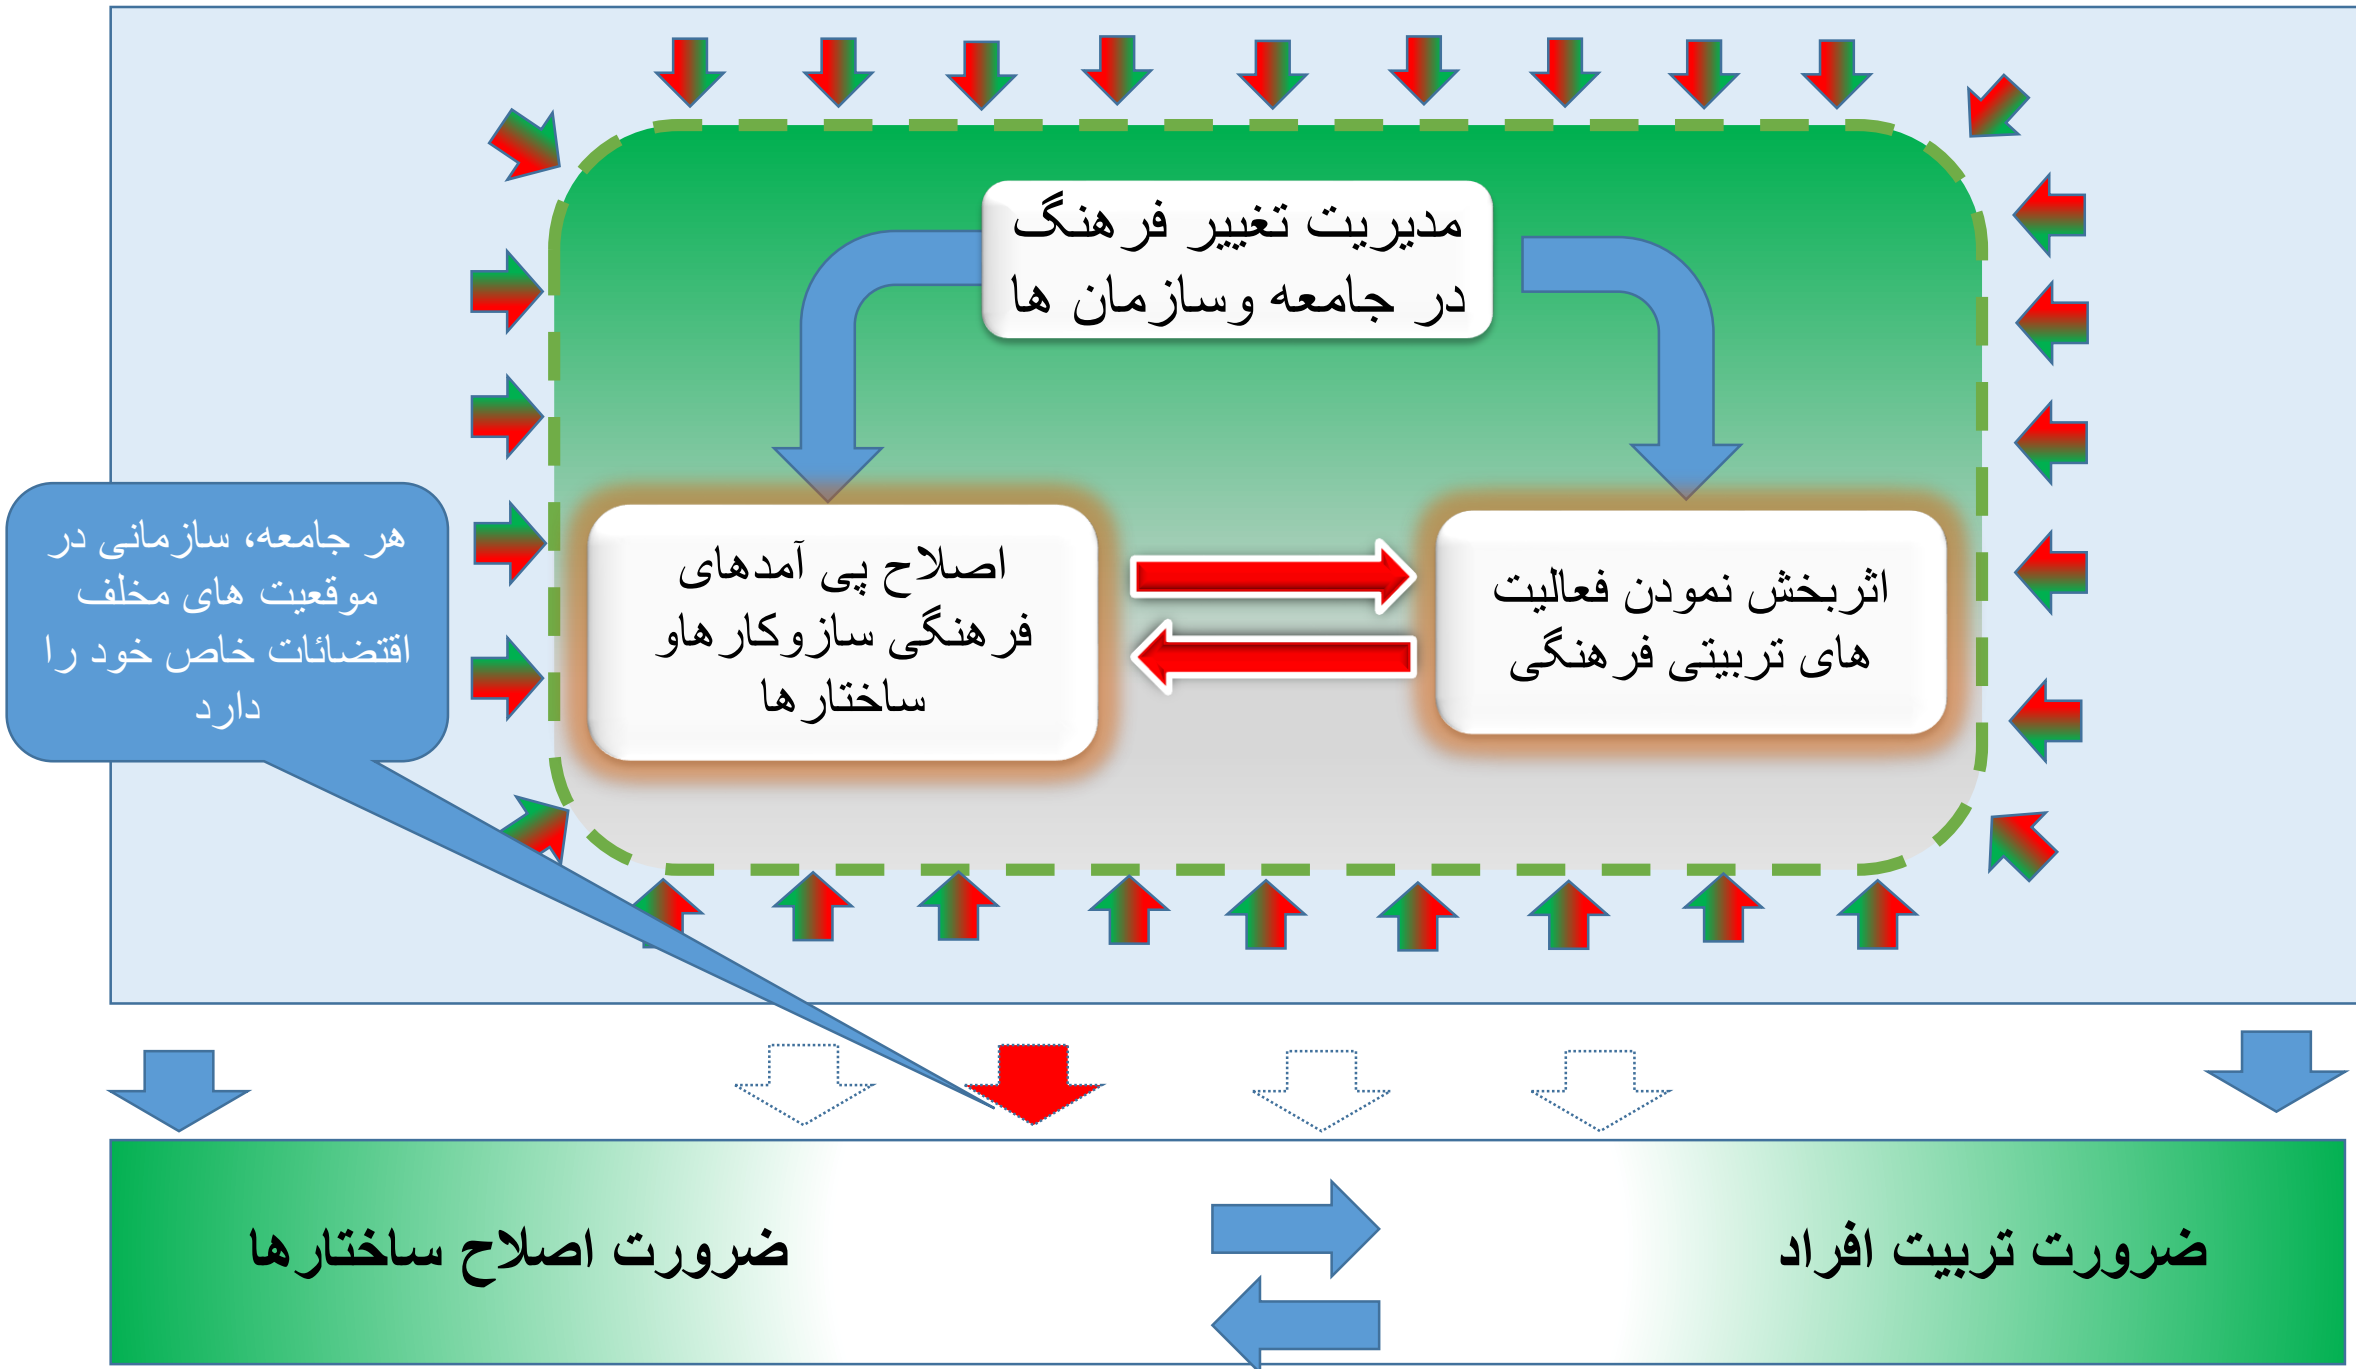 مدیریت تغییر فرهنگ
در جامعه وسازمان ها
اثربخش نمودن فعالیت
های تربیتی فرهنگی
اصلاح پی آمدهای
فرهنگی سازوکارهاو
ساختارها
هر جامعه، سازمانی در
موقعیت های مخلف
اقتضائات خاص خود را
دارد
ضرورت تربیت افراد
ضرورت اصلاح ساختارها